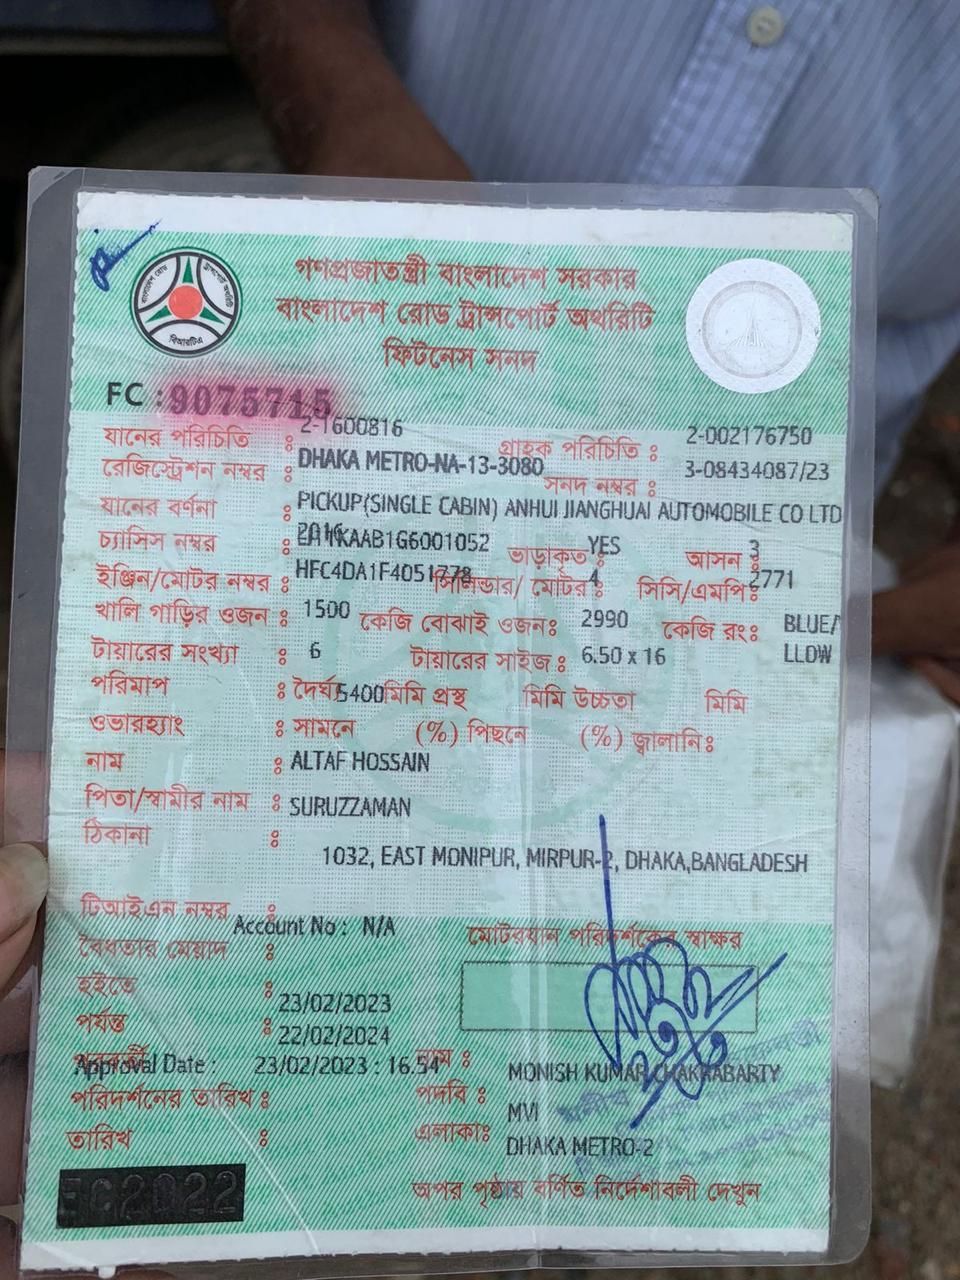 গণপ্রজাতন্ত্রী বাংলাদেশ সরকার
বাংলাদেশ রোড ট্রান্সপোর্ট অথরিটি
ফিটনেস সনদ
বাংলাদেশ রোড ট্রান্সপোর্ট অথরিটি
বিআরটিএ
FC : 9075715
যানের পরিচিতি : 2-1600816 গ্রাহক পরিচিতি : 2-002176750
রেজিস্ট্রেশন নম্বর : DHAKA METRO-NA-13-3080 সনদ নম্বর : 3-08434087/23
যানের বর্ণনা : PICKUP(SINGLE CABIN) ANHUI JIANGHUAI AUTOMOBILE CO LTD
চ্যাসিস নম্বর : ভাড়াকৃত YES আসন : 3
ইঞ্জিন/মোটর নম্বর : HFC4DA1F4051778 সিলিন্ডার/ মোটর : 4 সিসি/এমপি: 2771
খালি গাড়ির ওজন : 1500 কেজি বোঝাই ওজন: 2990 কেজি রং: BLUE/
টায়ারের সংখ্যা : 6 টায়ারের সাইজ : 6.50 x 16 LLOW
পরিমাপ : দৈর্ঘ্য 5400 মিমি প্রস্থ মিমি উচ্চতা মিমি
ওভারহ্যাং : সামনে (%) পিছনে (%) জ্বালানি:
নাম : ALTAF HOSSAIN
পিতা/স্বামীর নাম : SURUZZAMAN
ঠিকানা :
1032, EAST MONIPUR, MIRPUR-2, DHAKA,BANGLADESH
টিআইএন নম্বর :
Account No : N/A
বৈধতার মেয়াদ : মোটরযান পরিদর্শকের স্বাক্ষর
হইতে : 23/02/2023
পর্যন্ত : 22/02/2024
Approval Date : 23/02/2023 : 16.54 নাম :
MONISH KUMAR CHAKRABARTY
পরিদর্শনের তারিখ : পদবি : MVI
তারিখ : এলাকা: DHAKA METRO-2
FC2022
অপর পৃষ্ঠায় বর্ণিত নির্দেশাবলী দেখুন